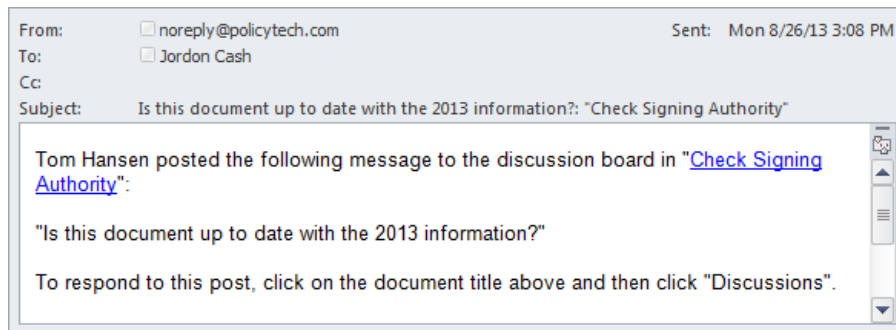 From: noreply@policytech.com Sent: Mon 8/26/13 3:08 PM
To: Jordon Cash
Cc:
Subject: Is this document up to date with the 2013 information?: "Check Signing Authority"
Tom Hansen posted the following message to the discussion board in "Check Signing
Authority":
"Is this document up to date with the 2013 information?"
To respond to this post, click on the document title above and then click "Discussions".